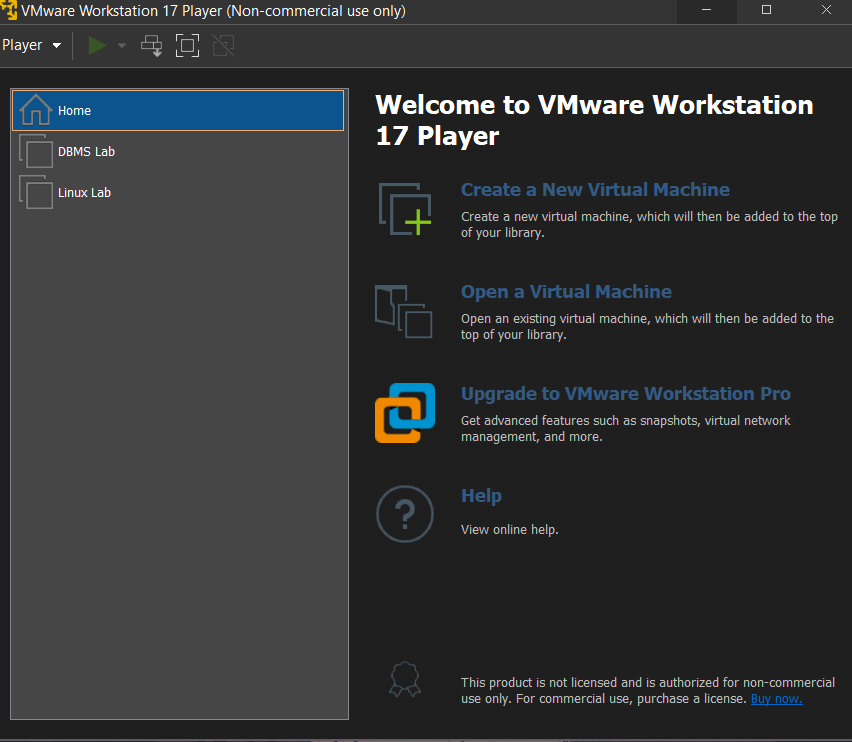 VMware Workstation 17 Player (Non-commercial use only)
Player
Home
DBMS Lab
Linux Lab
Welcome to VMware Workstation
17 Player
Create a New Virtual Machine
Create a new virtual machine, which will then be added to the top
of your library.
Open a Virtual Machine
Open an existing virtual machine, which will then be added to the
top of your library.
Upgrade to VMware Workstation Pro
Get advanced features such as snapshots, virtual network
management, and more.
?
Help
View online help.
This product is not licensed and is authorized for non-commercial
use only. For commercial use, purchase a license. Buy now.